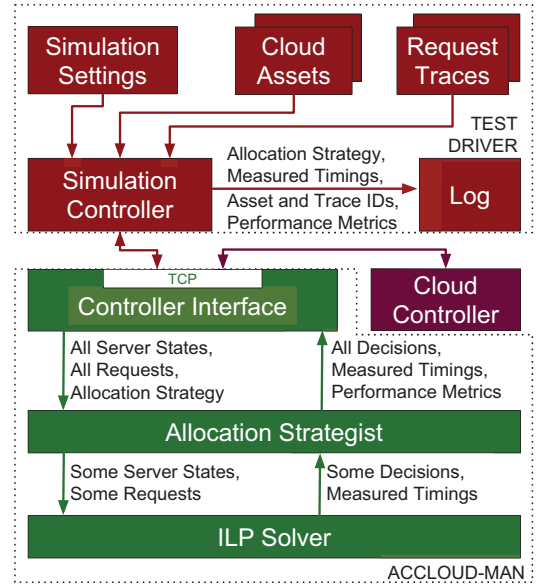 Simulation
Settings
Cloud
Assets
Request
Traces
TEST
DRIVER
Simulation
Controller
Allocation Strategy,
Measured Timings,
Asset and Trace IDs,
Performance Metrics
Log
TCP
Controller Interface
Cloud
Controller
All Server States,
All Requests,
Allocation Strategy
All Decisions,
Measured Timings,
Performance Metrics
Allocation Strategist
Some Server States,
Some Requests
Some Decisions,
Measured Timings
ILP Solver
ACCLOUD-MAN